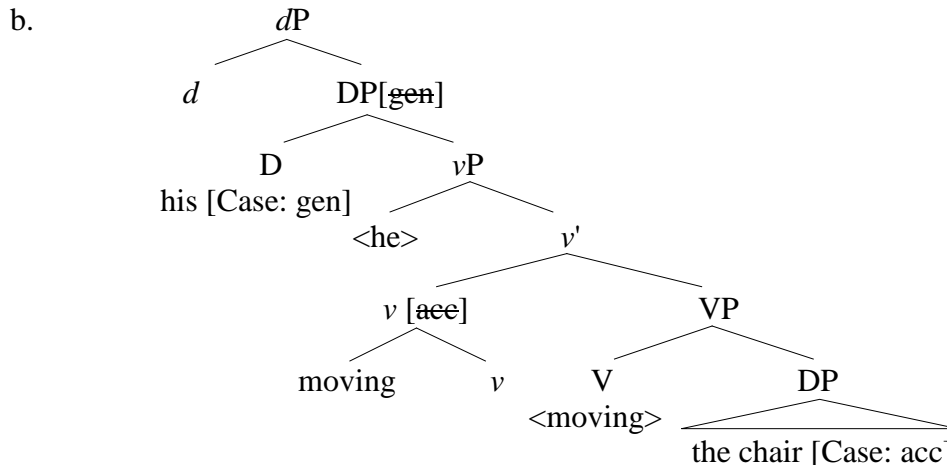 b. dP
d DP[gen]
D vP
his [Case: gen]
<he> v'
v [acc] VP
moving v V DP
<moving>
the chair [Case: acc]